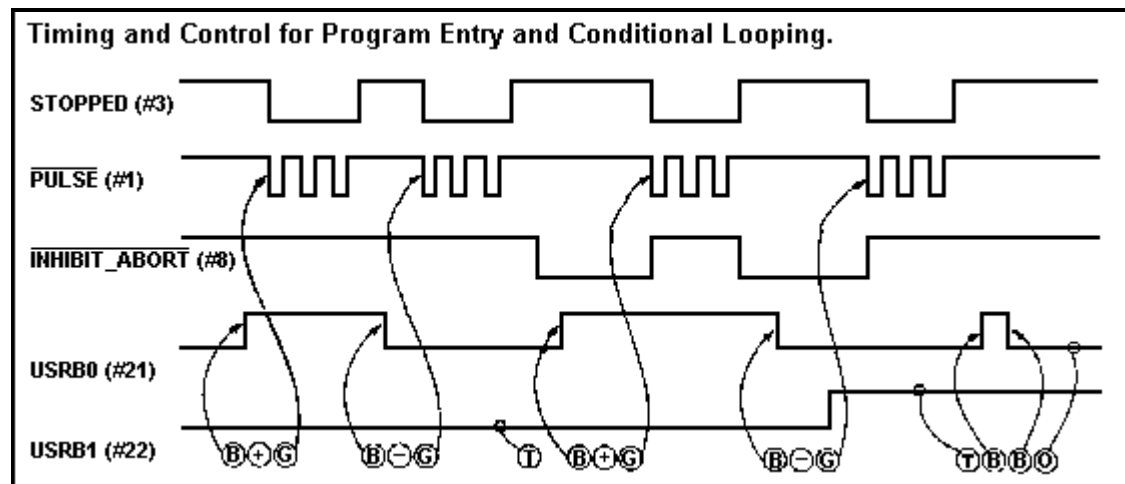 Timing and Control for Program Entry and Conditional Looping.
STOPPED (#3)
PULSE (#1)
INHIBIT_ABORT (#8)
USRB0 (#21)
USRB1 (#22)
B + G B − G T B + G B − G T B B O